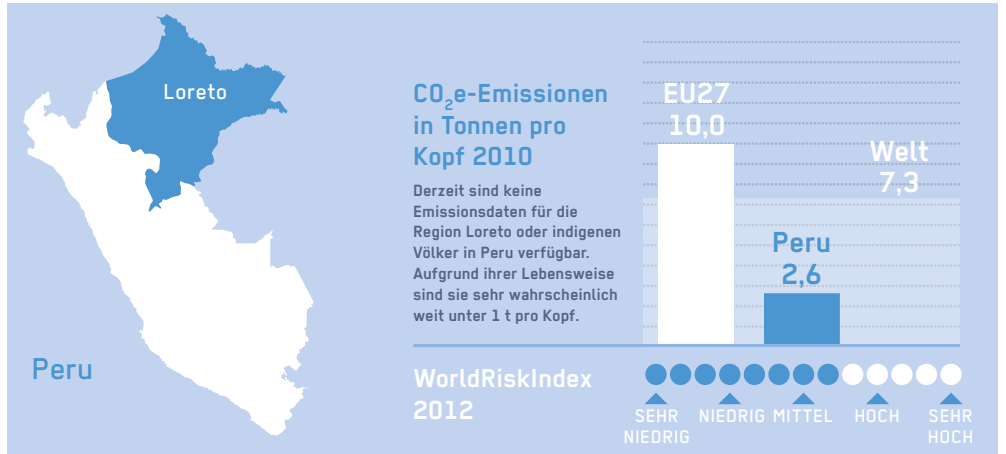 Loreto
Peru
CO₂e-Emissionen
in Tonnen pro
Kopf 2010
Derzeit sind keine
Emissionsdaten für die
Region Loreto oder indigenen
Völker in Peru verfügbar.
Aufgrund ihrer Lebensweise
sind sie sehr wahrscheinlich
weit unter 1 t pro Kopf.
EU27
10,0
Welt
7,3
Peru
2,6
WorldRiskIndex
2012
SEHR
NIEDRIG
NIEDRIG
MITTEL
HOCH
SEHR
HOCH